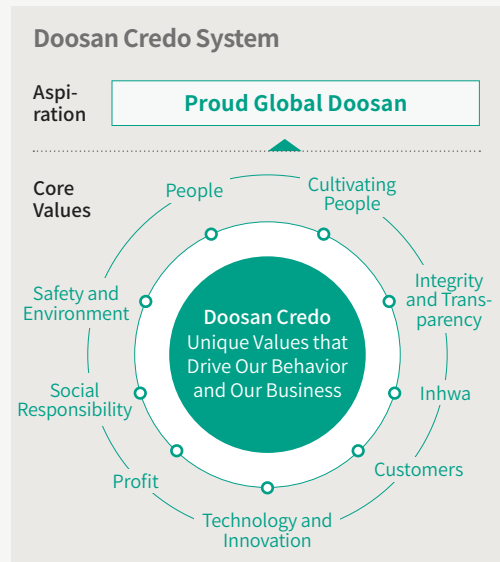 Doosan Credo System
Aspi-
ration
Proud Global Doosan
Core
Values
People
Cultivating
People
Integrity
and Trans-
parency
Inhwa
Customers
Technology and
Innovation
Profit
Social
Responsibility
Safety and
Environment
Doosan Credo
Unique Values that
Drive Our Behavior
and Our Business